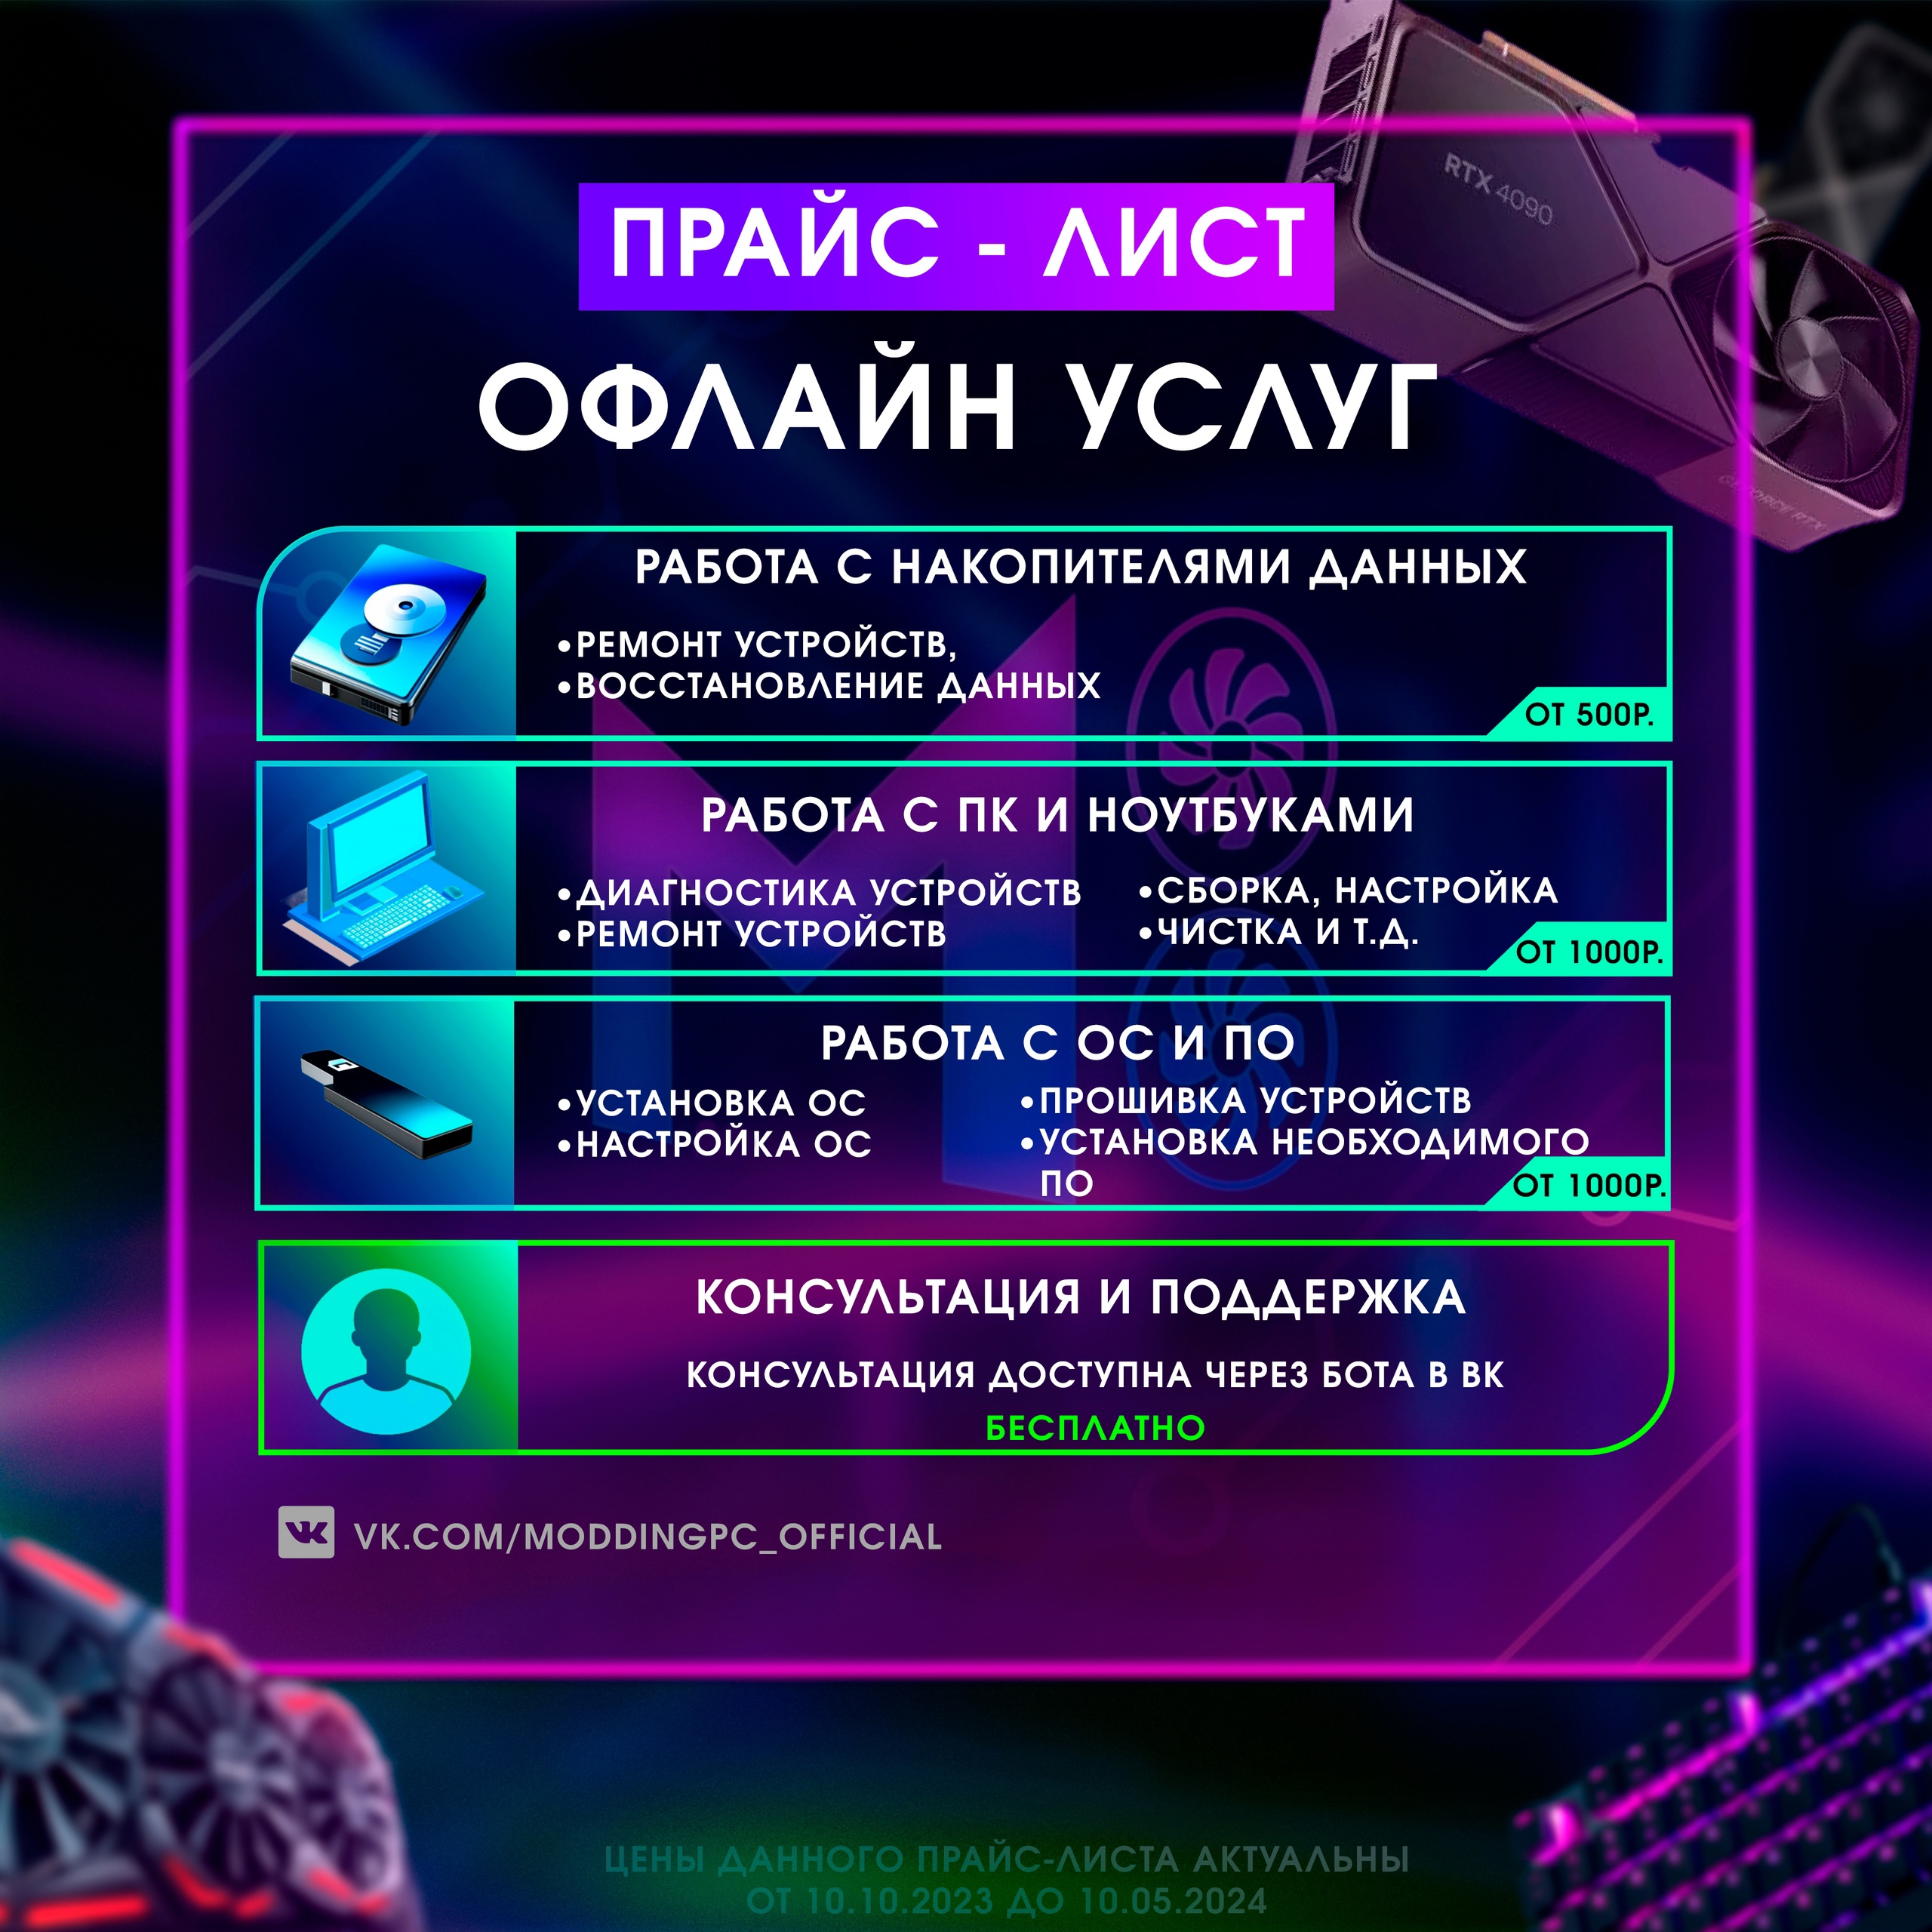 RTX 4090
ПРАЙС - ЛИСТ
ОФЛАЙН УСЛУГ
GEFORCE RTX
РАБОТА С НАКОПИТЕЛЯМИ ДАННЫХ
•РЕМОНТ УСТРОЙСТВ,
•ВОССТАНОВЛЕНИЕ ДАННЫХ
ОТ 500Р.
РАБОТА С ПК И НОУТБУКАМИ
•ДИАГНОСТИКА УСТРОЙСТВ
•РЕМОНТ УСТРОЙСТВ
•СБОРКА, НАСТРОЙКА
•ЧИСТКА И Т.Д.
ОТ 1000Р.
РАБОТА С ОС И ПО
•УСТАНОВКА ОС
•НАСТРОЙКА ОС
•ПРОШИВКА УСТРОЙСТВ
•УСТАНОВКА НЕОБХОДИМОГО
ПО
ОТ 1000Р.
КОНСУЛЬТАЦИЯ И ПОДДЕРЖКА
КОНСУЛЬТАЦИЯ ДОСТУПНА ЧЕРЕЗ БОТА В ВК
БЕСПЛАТНО
VK.COM/MODDINGPC_OFFICIAL
ЦЕНЫ ДАННОГО ПРАЙС-ЛИСТА АКТУАЛЬНЫ
ОТ 10.10.2023 ДО 10.05.2024